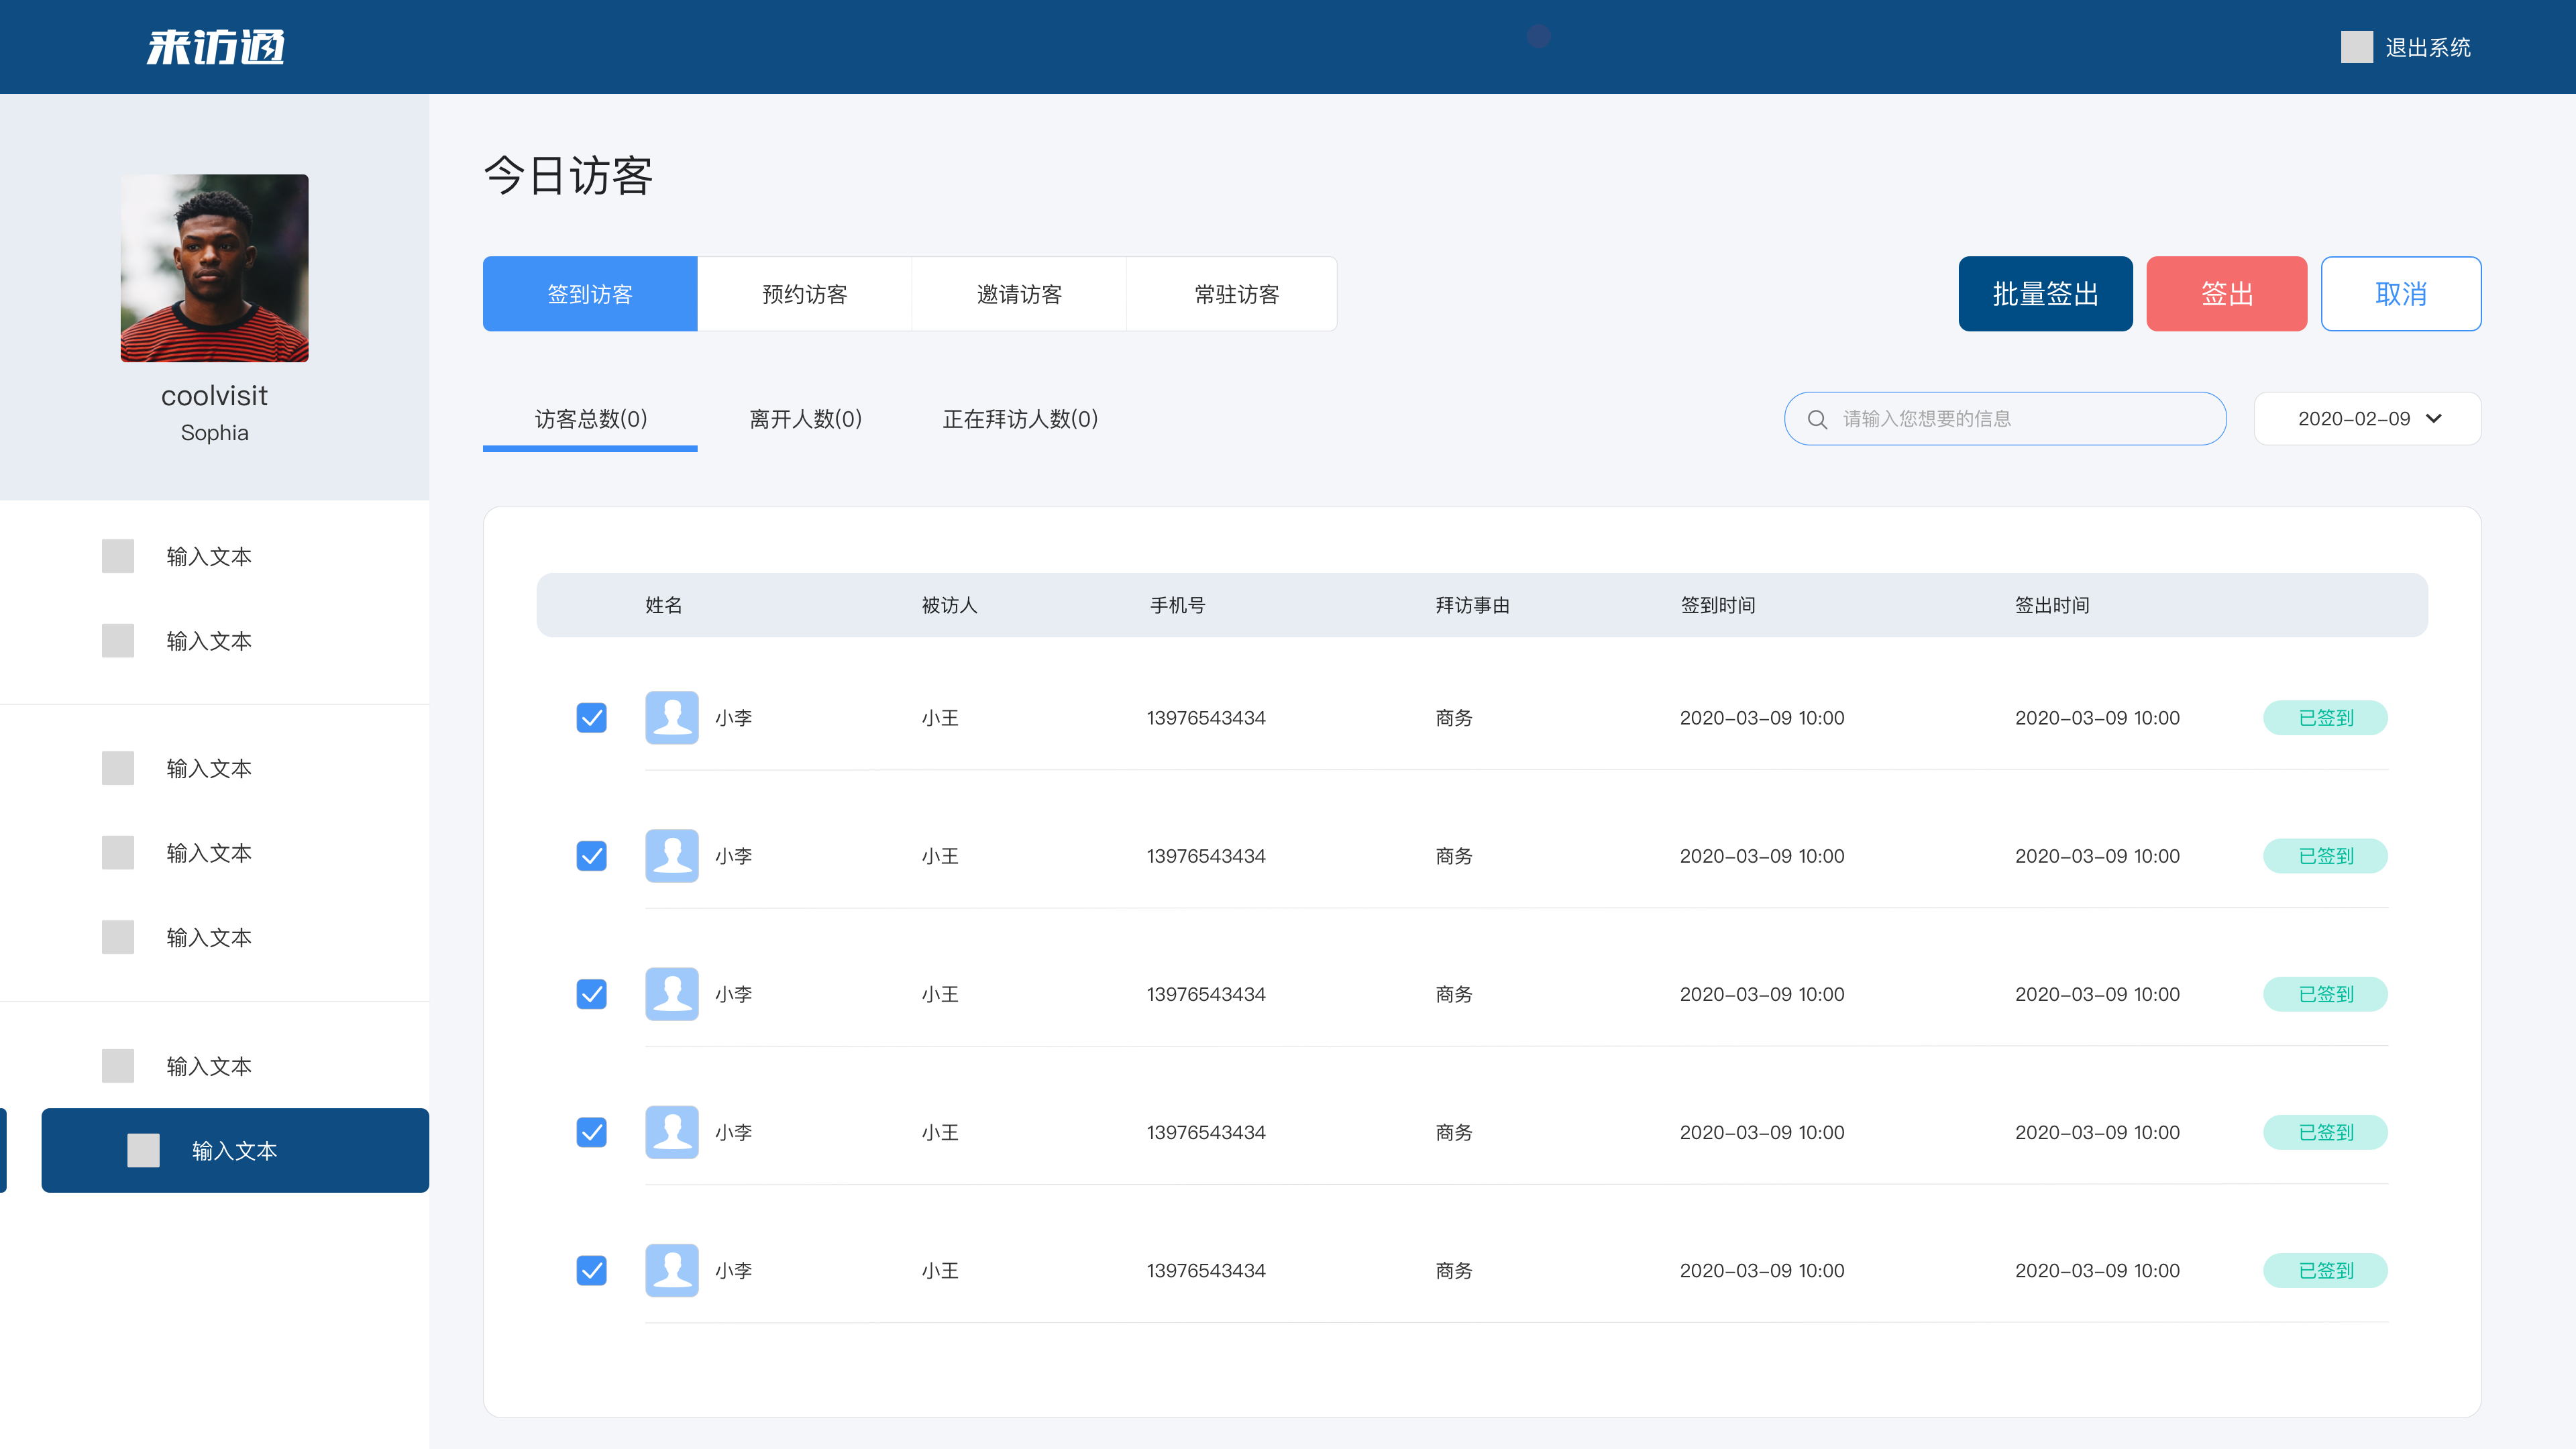 来访通
退出系统
coolvisit
Sophia
输入文本
输入文本
输入文本
输入文本
输入文本
输入文本
输入文本
今日访客
签到访客 预约访客 邀请访客 常驻访客
批量签出 签出 取消
访客总数(0) 离开人数(0) 正在拜访人数(0)
请输入您想要的信息
2020-02-09
姓名 被访人 手机号 拜访事由 签到时间 签出时间
小李 小王 13976543434 商务 2020-03-09 10:00 2020-03-09 10:00 已签到
小李 小王 13976543434 商务 2020-03-09 10:00 2020-03-09 10:00 已签到
小李 小王 13976543434 商务 2020-03-09 10:00 2020-03-09 10:00 已签到
小李 小王 13976543434 商务 2020-03-09 10:00 2020-03-09 10:00 已签到
小李 小王 13976543434 商务 2020-03-09 10:00 2020-03-09 10:00 已签到